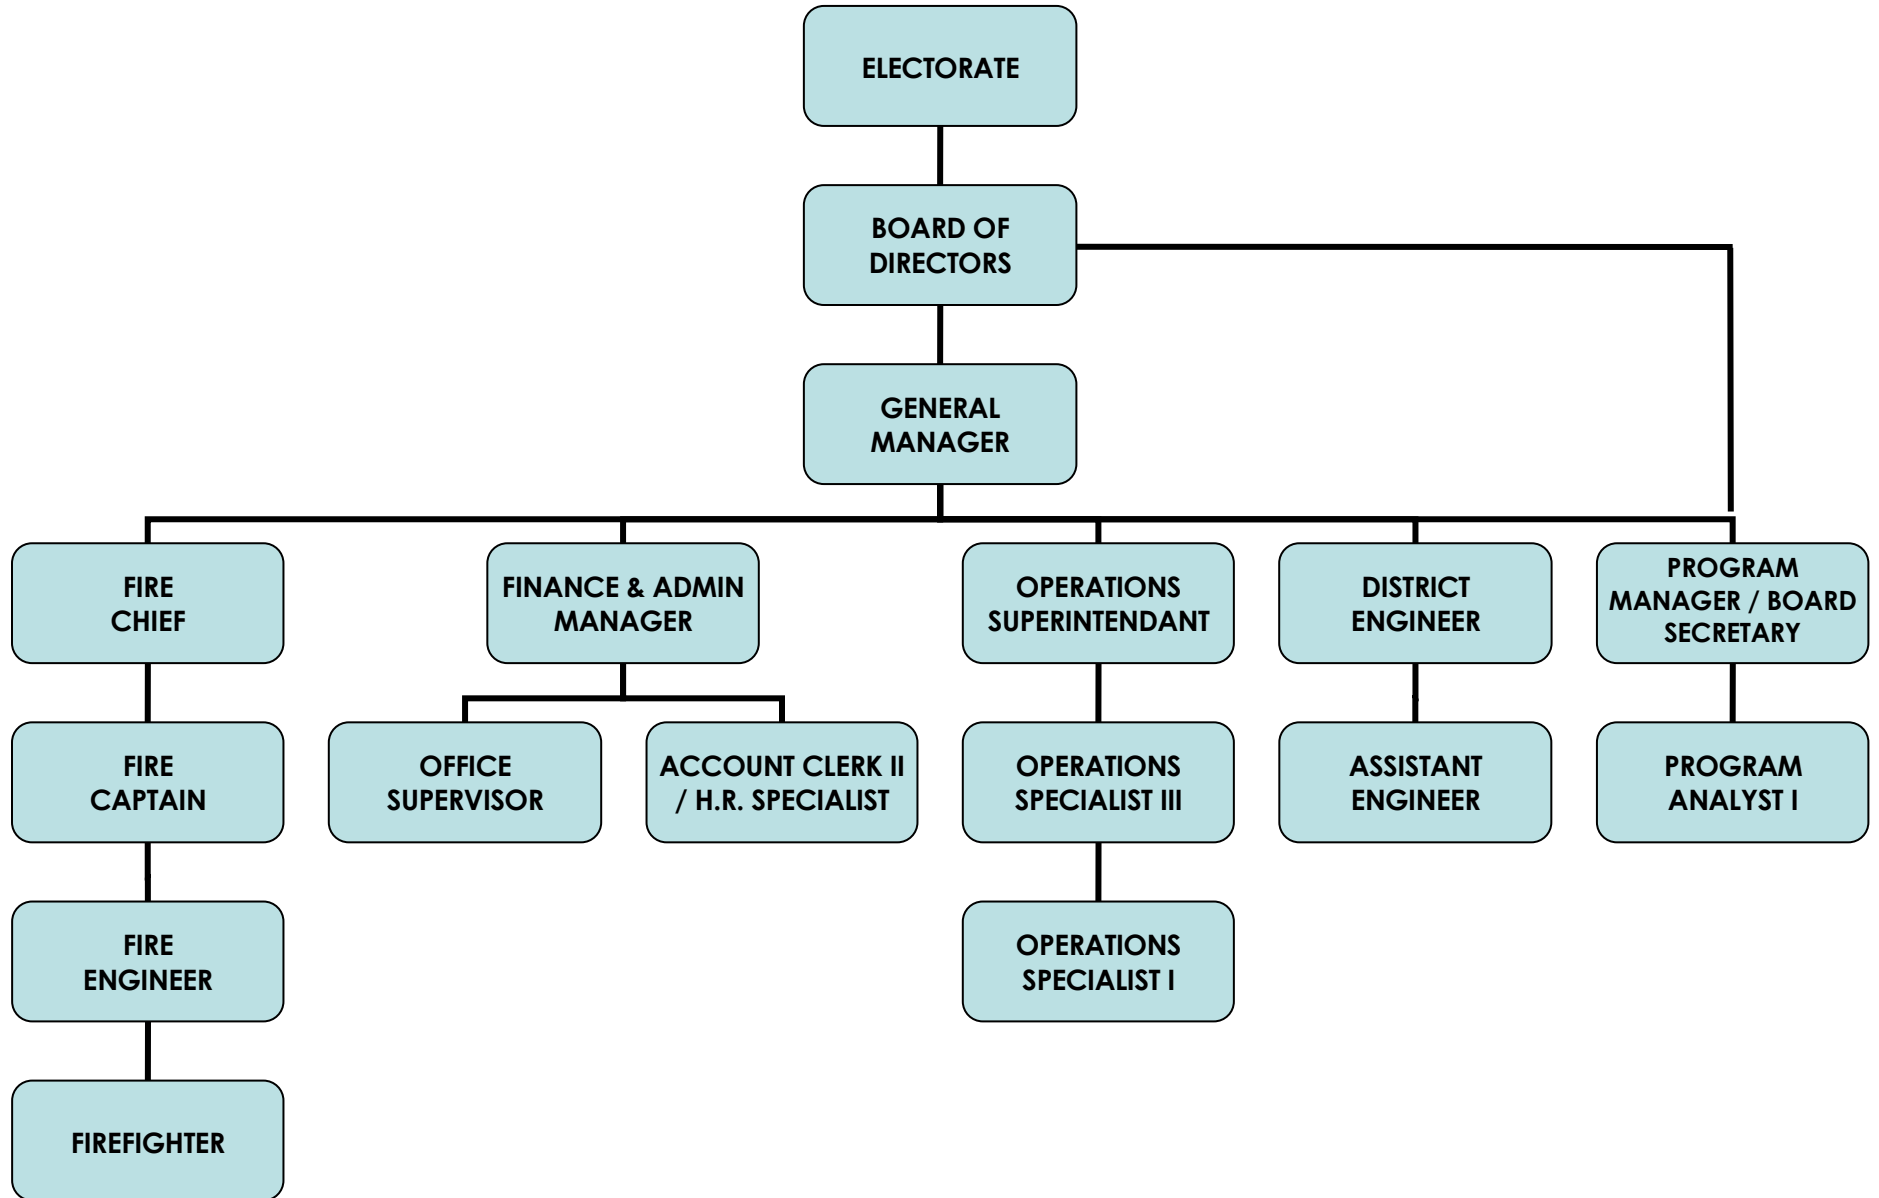 ELECTORATE
BOARD OF
DIRECTORS
GENERAL
MANAGER
FIRE
CHIEF
FINANCE & ADMIN
MANAGER
OPERATIONS
SUPERINTENDANT
DISTRICT
ENGINEER
PROGRAM
MANAGER / BOARD
SECRETARY
FIRE
CAPTAIN
OFFICE
SUPERVISOR
ACCOUNT CLERK II
/ H.R. SPECIALIST
OPERATIONS
SPECIALIST III
ASSISTANT
ENGINEER
PROGRAM
ANALYST I
FIRE
ENGINEER
OPERATIONS
SPECIALIST I
FIREFIGHTER